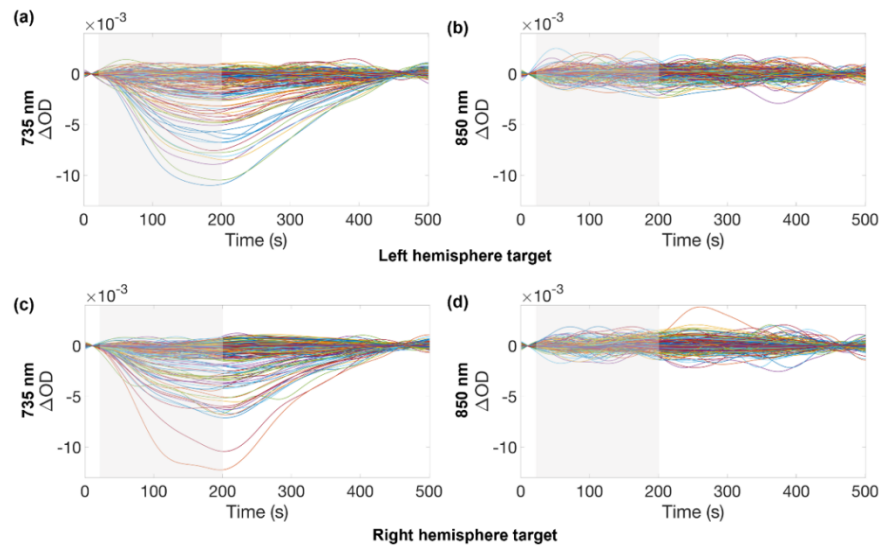 (a)
×10⁻³
0
-5
-10
735 nm
ΔOD
0 100 200 300 400 500
Time (s)
(b)
×10⁻³
0
-5
-10
850 nm
ΔOD
0 100 200 300 400 500
Time (s)
Left hemisphere target
(c)
×10⁻³
0
-5
-10
735 nm
ΔOD
0 100 200 300 400 500
Time (s)
(d)
×10⁻³
0
-5
-10
850 nm
ΔOD
0 100 200 300 400 500
Time (s)
Right hemisphere target